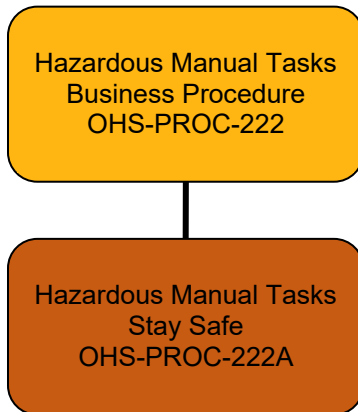 Hazardous Manual Tasks
Business Procedure
OHS-PROC-222
Hazardous Manual Tasks
Stay Safe
OHS-PROC-222A